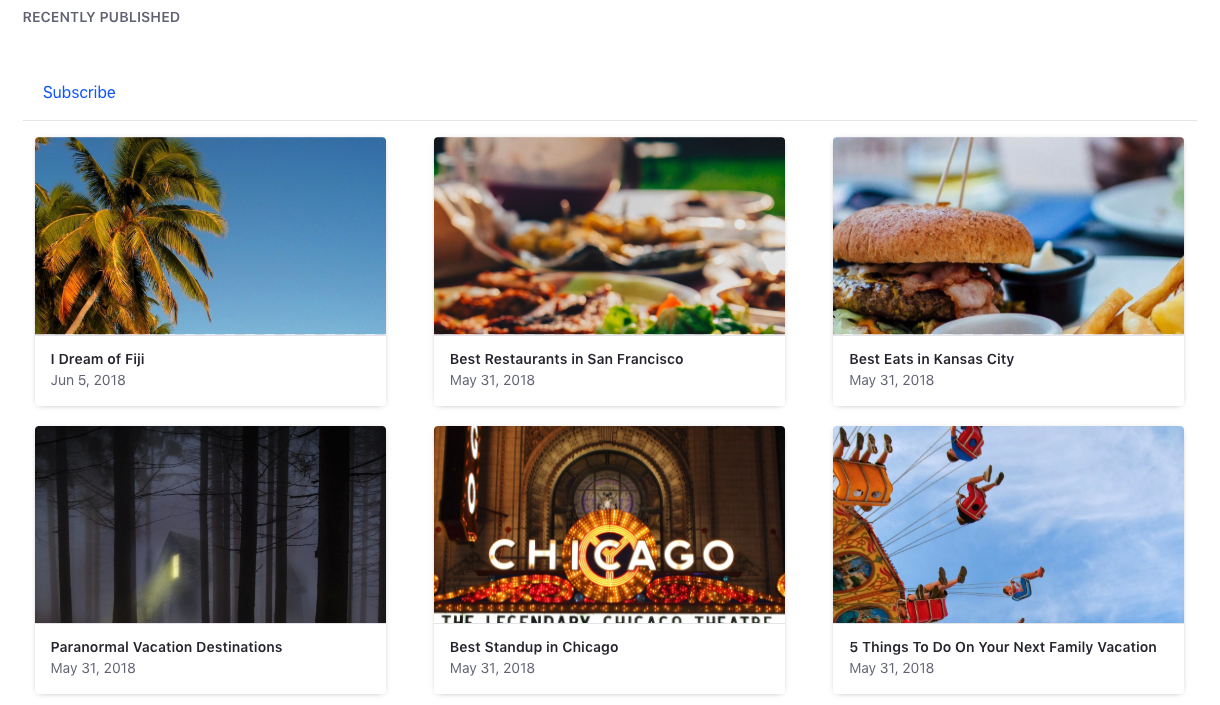 RECENTLY PUBLISHED
Subscribe
I Dream of Fiji
Jun 5, 2018
Best Restaurants in San Francisco
May 31, 2018
Best Eats in Kansas City
May 31, 2018
CHICAGO
THE LEGENDARY CHICAGO THEATRE
Paranormal Vacation Destinations
May 31, 2018
Best Standup in Chicago
May 31, 2018
5 Things To Do On Your Next Family Vacation
May 31, 2018